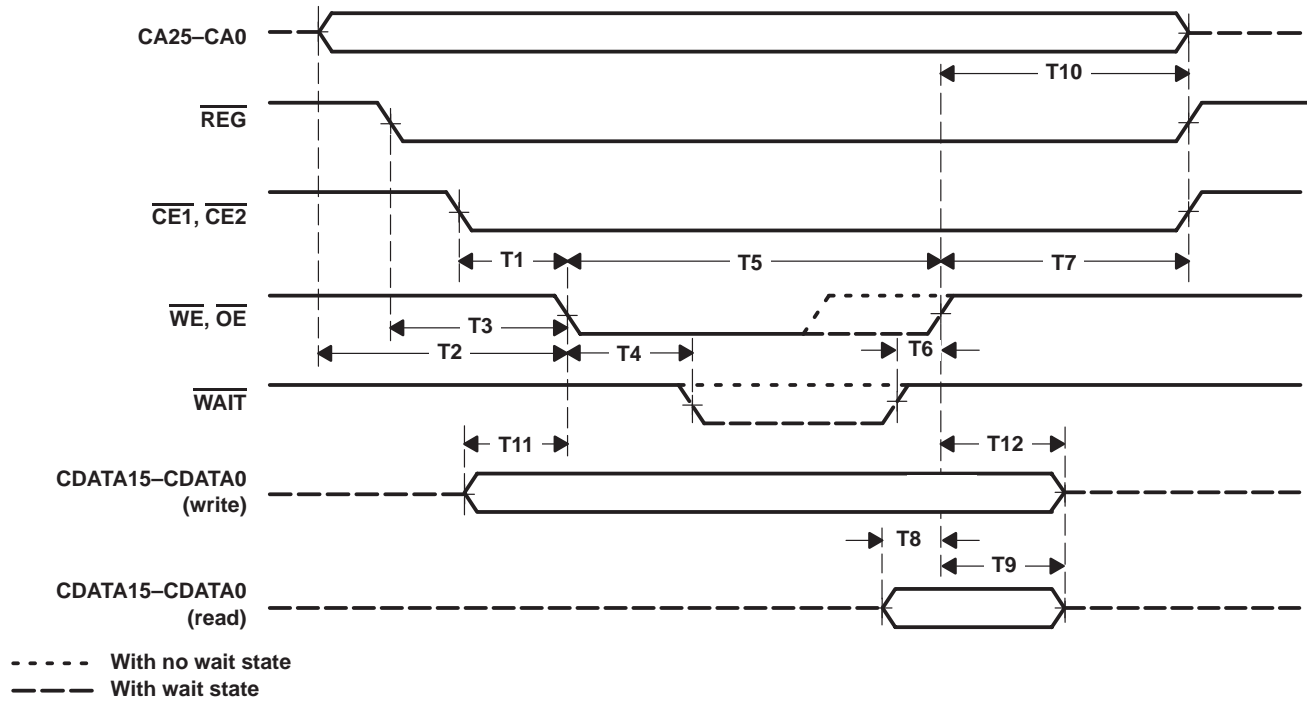 CA25–CA0
T10
REG
CE1, CE2
T1
T5
T7
WE, OE
T3
T6
T2
T4
WAIT
T11
T12
CDATA15–CDATA0
(write)
T8
T9
CDATA15–CDATA0
(read)
With no wait state
With wait state